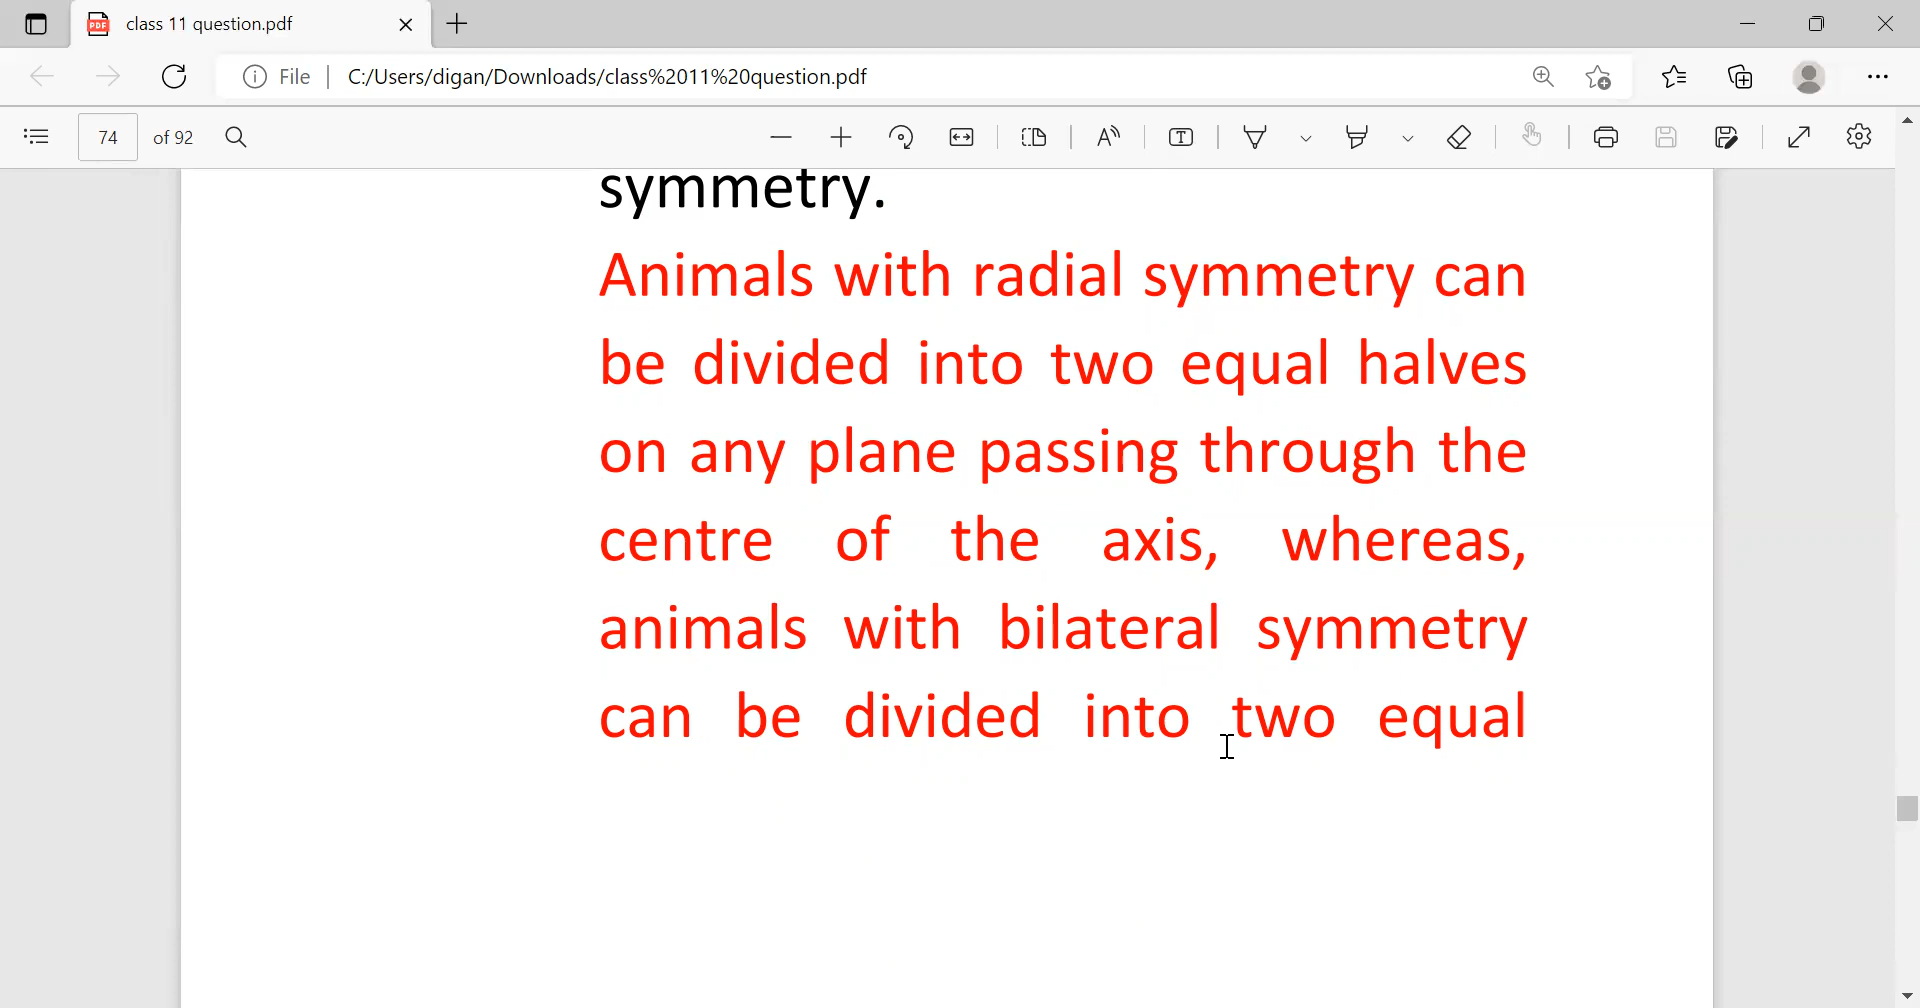 class 11 question.pdf
File
C:/Users/digan/Downloads/class%2011%20question.pdf
74 of 92
symmetry.
Animals with radial symmetry can
be divided into two equal halves
on any plane passing through the
centre of the axis, whereas,
animals with bilateral symmetry
can be divided into two equal